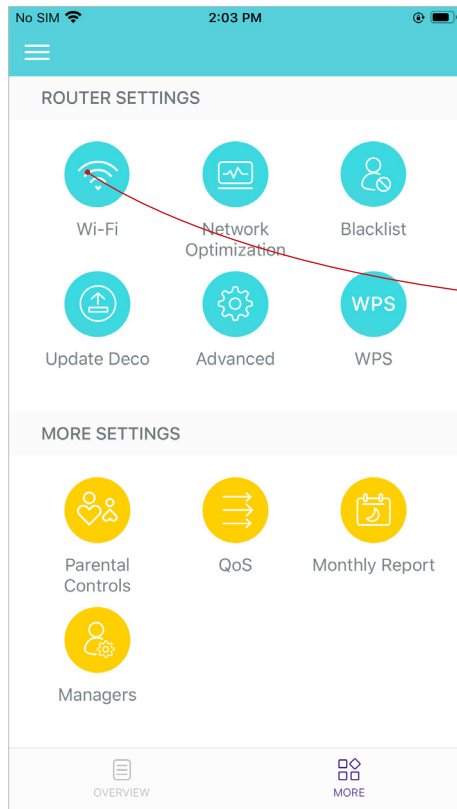 No SIM 2:03 PM
ROUTER SETTINGS
Wi-Fi Network Optimization Blacklist
WPS
Update Deco Advanced WPS
MORE SETTINGS
Parental Controls QoS Monthly Report
Managers
OVERVIEW MORE